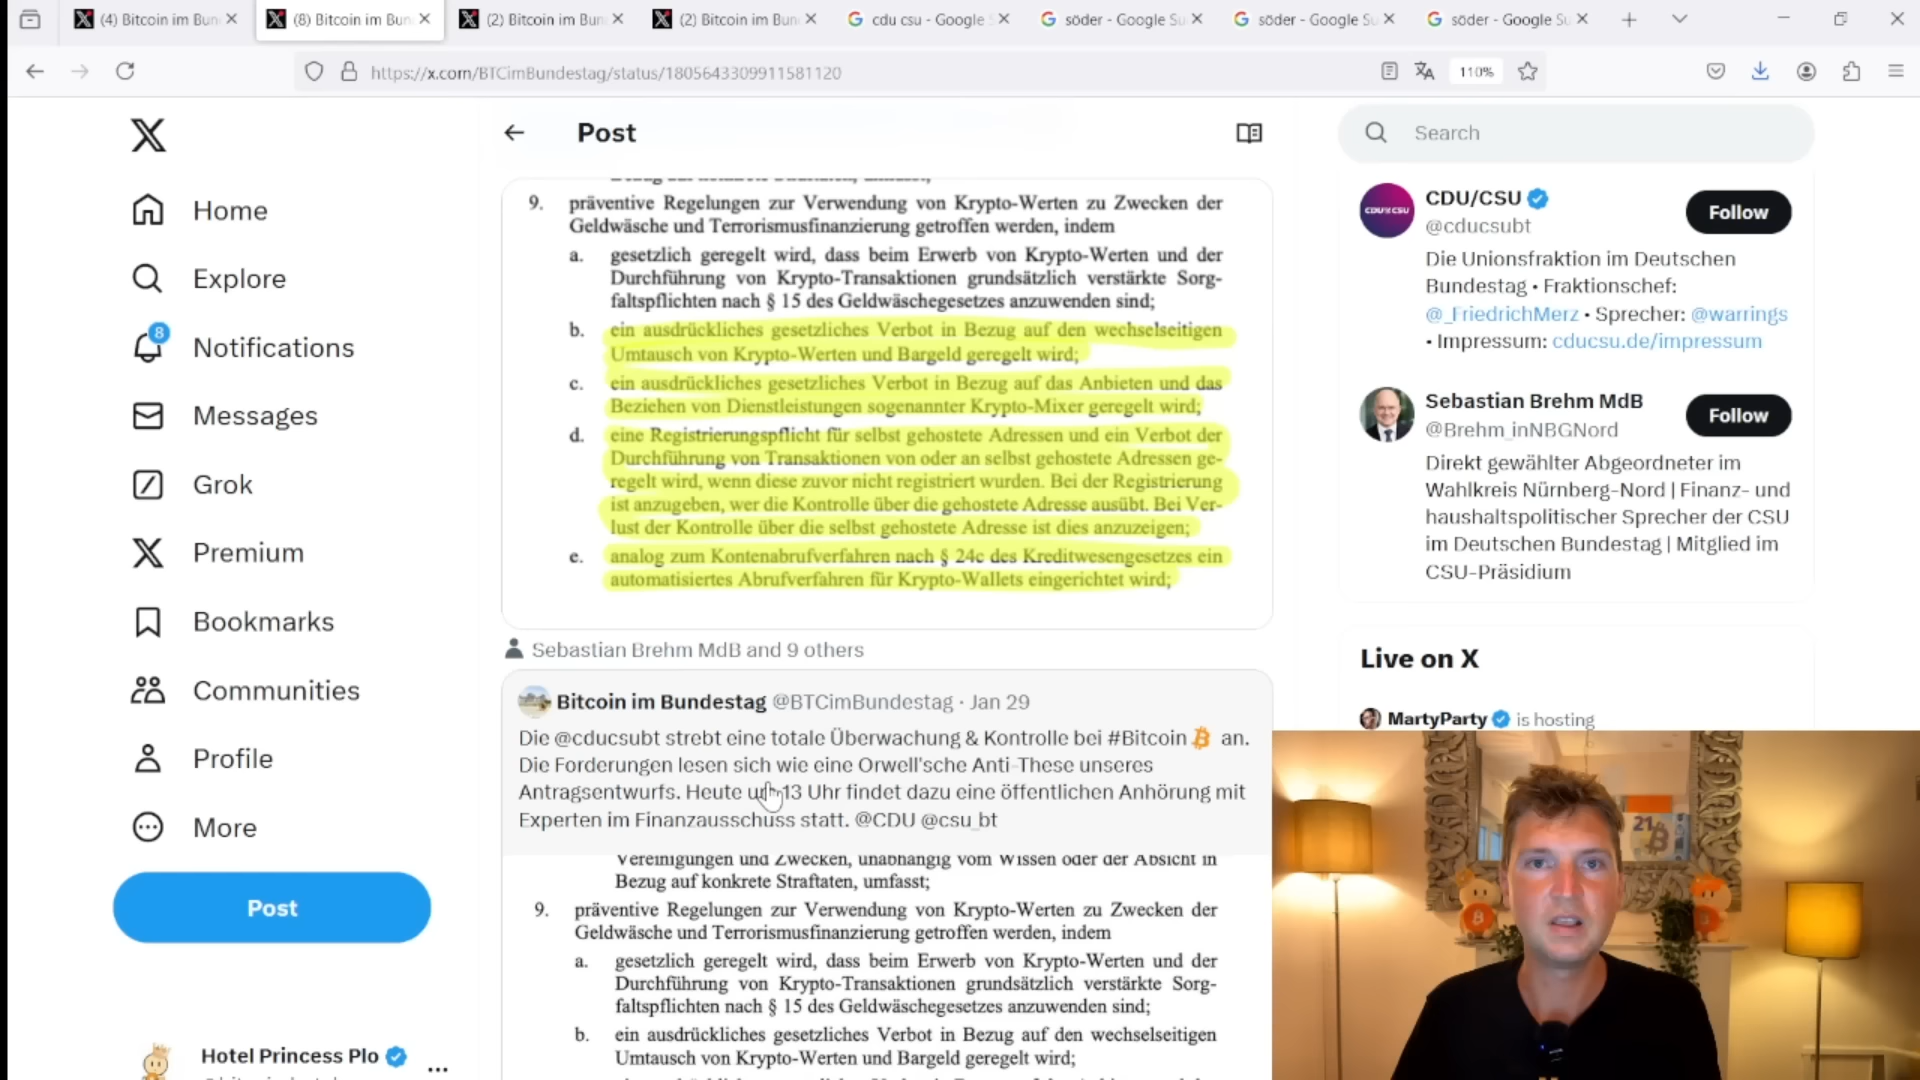 (4) Bitcoin im Bun
(8) Bitcoin im Bun
(2) Bitcoin im Bun
(2) Bitcoin im Bun
cdu csu - Google S
söder - Google Su
söder - Google Su
söder - Google Su
https://x.com/BTCimBundestag/status/1805643309911581120
110%
Home
Explore
8
Notifications
Messages
Grok
Premium
Bookmarks
Communities
Profile
More
Post
Hotel Princess Plo
Post
9. präventive Regelungen zur Verwendung von Krypto-Werten zu Zwecken der
Geldwäsche und Terrorismusfinanzierung getroffen werden, indem
a. gesetzlich geregelt wird, dass beim Erwerb von Krypto-Werten und der
Durchführung von Krypto-Transaktionen grundsätzlich verstärkte Sorg-
faltspflichten nach § 15 des Geldwäschegesetzes anzuwenden sind;
b. ein ausdrückliches gesetzliches Verbot in Bezug auf den wechselseitigen
Umtausch von Krypto-Werten und Bargeld geregelt wird;
c. ein ausdrückliches gesetzliches Verbot in Bezug auf das Anbieten und das
Beziehen von Dienstleistungen sogenannter Krypto-Mixer geregelt wird;
d. eine Registrierungspflicht für selbst gehostete Adressen und ein Verbot der
Durchführung von Transaktionen von oder an selbst gehostete Adressen ge-
regelt wird, wenn diese zuvor nicht registriert wurden. Bei der Registrierung
ist anzugeben, wer die Kontrolle über die gehostete Adresse ausübt. Bei Ver-
lust der Kontrolle über die selbst gehostete Adresse ist dies anzuzeigen;
e. analog zum Kontenabrufverfahren nach § 24c des Kreditwesengesetzes ein
automatisiertes Abrufverfahren für Krypto-Wallets eingerichtet wird;
Sebastian Brehm MdB and 9 others
Bitcoin im Bundestag @BTCimBundestag · Jan 29
Die @cducsubt strebt eine totale Überwachung & Kontrolle bei #Bitcoin an.
Die Forderungen lesen sich wie eine Orwell'sche Anti-These unseres
Antragsentwurfs. Heute um 13 Uhr findet dazu eine öffentlichen Anhörung mit
Experten im Finanzausschuss statt. @CDU @csu_bt
Vereinigungen und Zwecken, unabhängig vom Wissen oder der Absicht in
Bezug auf konkrete Straftaten, umfasst;
9. präventive Regelungen zur Verwendung von Krypto-Werten zu Zwecken der
Geldwäsche und Terrorismusfinanzierung getroffen werden, indem
a. gesetzlich geregelt wird, dass beim Erwerb von Krypto-Werten und der
Durchführung von Krypto-Transaktionen grundsätzlich verstärkte Sorg-
faltspflichten nach § 15 des Geldwäschegesetzes anzuwenden sind;
b. ein ausdrückliches gesetzliches Verbot in Bezug auf den wechselseitigen
Umtausch von Krypto-Werten und Bargeld geregelt wird;
Search
CDU/CSU
CDU/CSU
@cducsubt
Follow
Die Unionsfraktion im Deutschen
Bundestag • Fraktionschef:
@_FriedrichMerz • Sprecher: @warrings
• Impressum: cducsu.de/impressum
Sebastian Brehm MdB
@Brehm_inNBGNord
Follow
Direkt gewählter Abgeordneter im
Wahlkreis Nürnberg-Nord | Finanz- und
haushaltspolitischer Sprecher der CSU
im Deutschen Bundestag | Mitglied im
CSU-Präsidium
Live on X
MartyParty is hosting
21